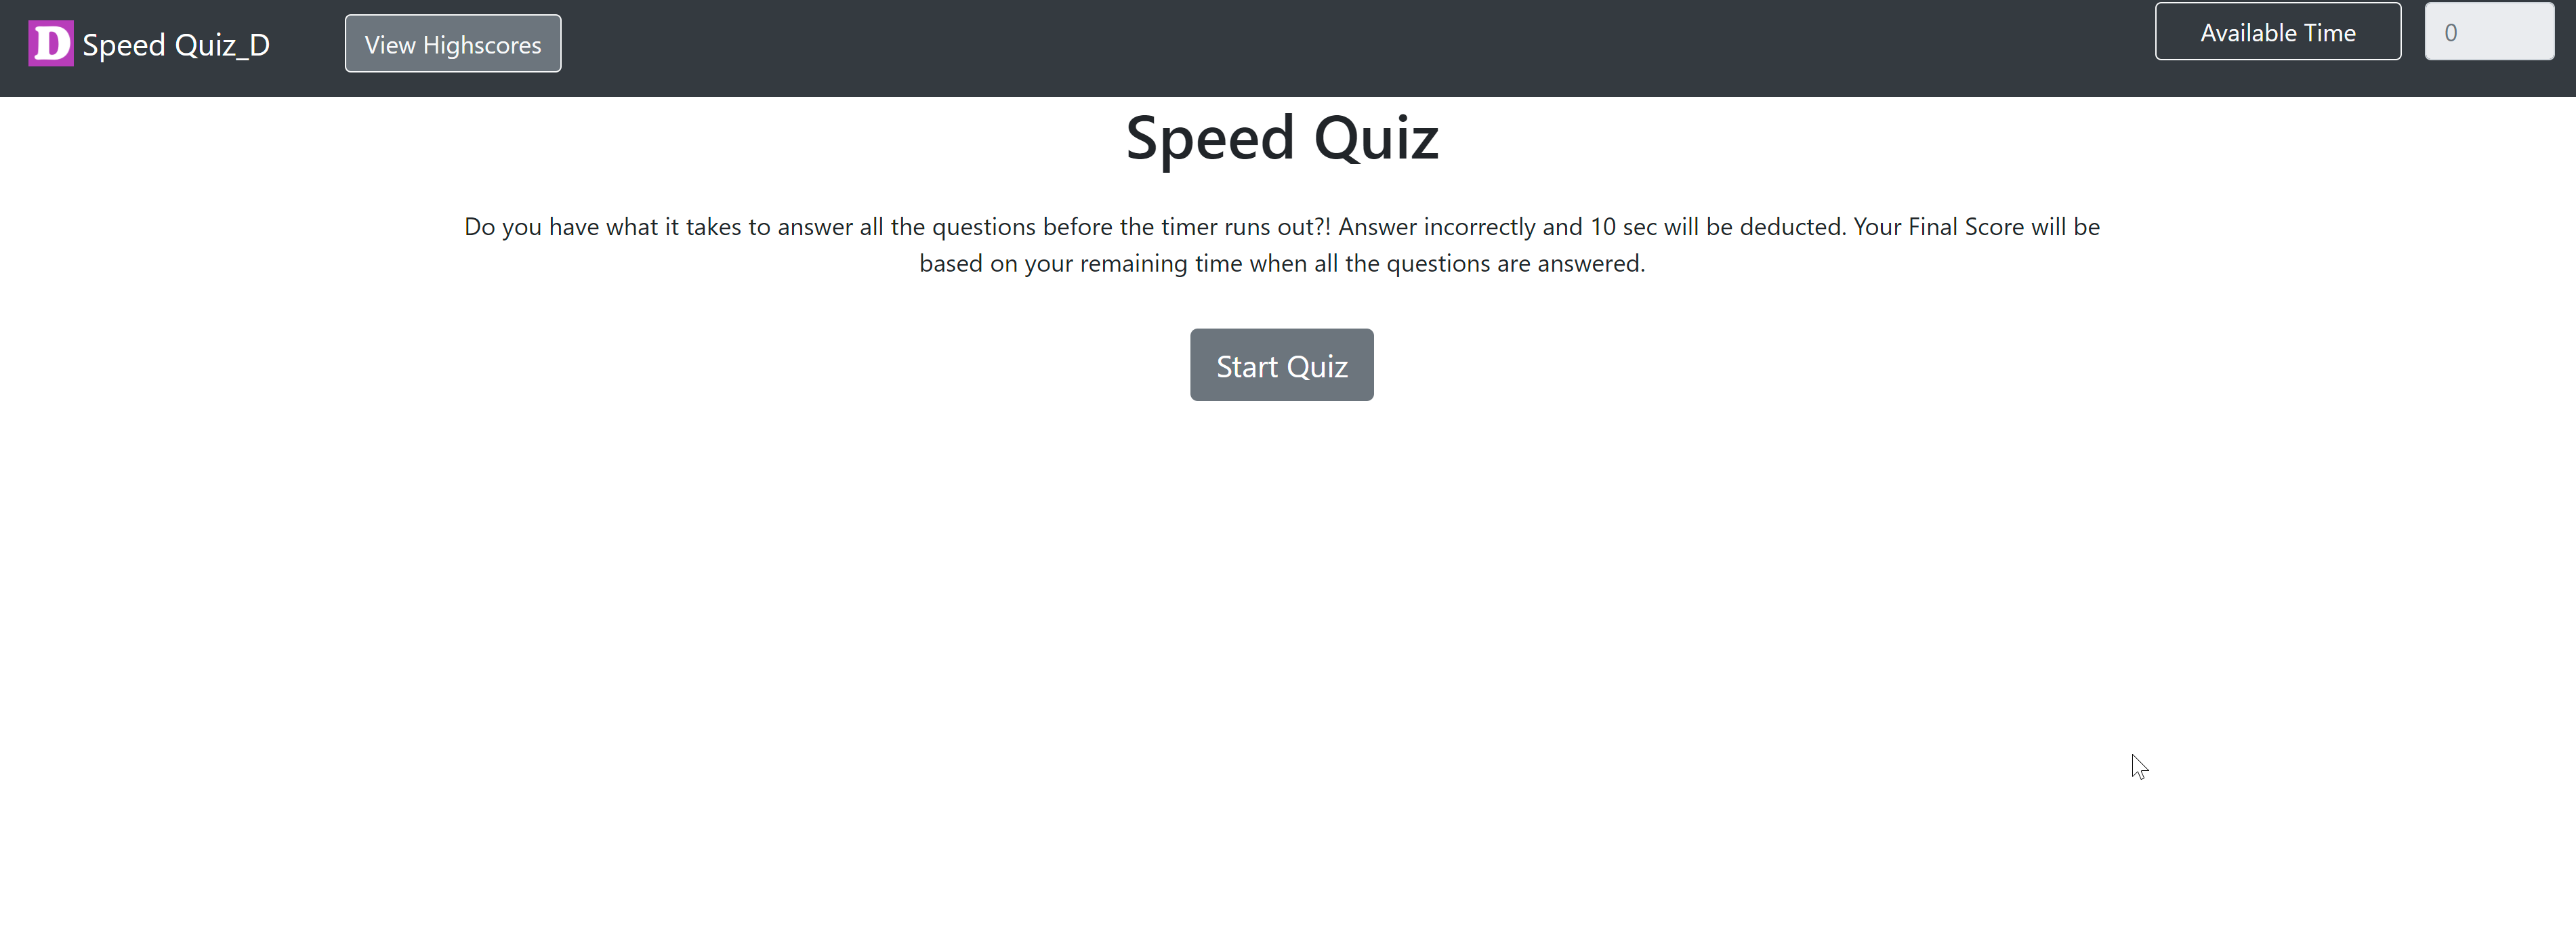 D Speed Quiz_D
View Highscores
Available Time
0
Speed Quiz
Do you have what it takes to answer all the questions before the timer runs out?! Answer incorrectly and 10 sec will be deducted. Your Final Score will be
based on your remaining time when all the questions are answered.
Start Quiz